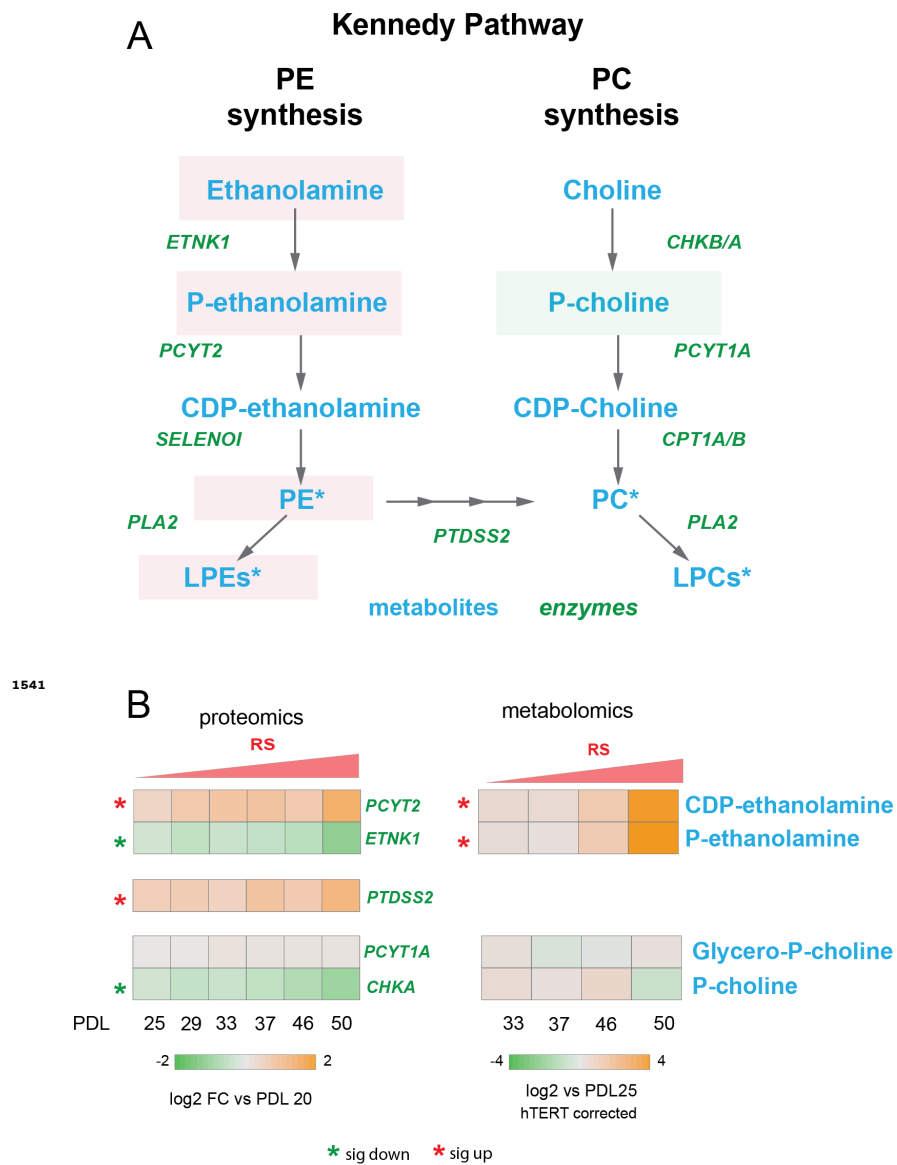 A
Kennedy Pathway
PE
synthesis
PC
synthesis
Ethanolamine
Choline
ETNK1
CHKB/A
P-ethanolamine
P-choline
PCYT2
PCYT1A
CDP-ethanolamine
CDP-Choline
SELENOI
CPT1A/B
PE*
PC*
PLA2
PTDSS2
PLA2
LPEs*
LPCs*
metabolites
enzymes
1541
B
proteomics
metabolomics
RS
RS
* PCYT2
* CDP-ethanolamine
* ETNK1
* P-ethanolamine
* PTDSS2
PCYT1A
Glycero-P-choline
* CHKA
P-choline
PDL 25 29 33 37 46 50
33 37 46 50
-2 2
-4 4
log2 FC vs PDL 20
log2 vs PDL25
hTERT corrected
* sig down * sig up